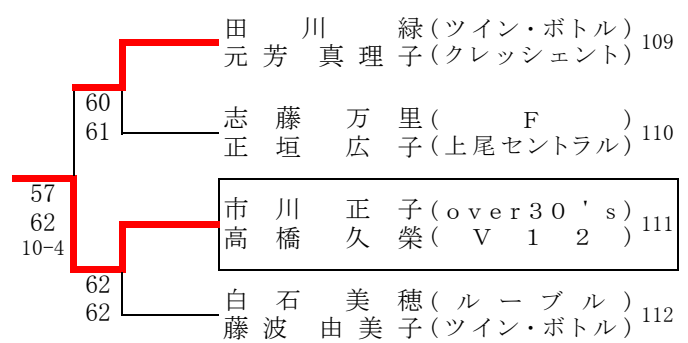 田川 緑(ツイン・ボトル)
元芳 真理子(クレッシェント) 109
60
61
志藤 万里(F)
正垣 広子(上尾セントラル) 110
57
62
10-4
市川 正子(over30's)
高橋 久榮(V12) 111
62
62
白石 美穂(ルーブル)
藤波 由美子(ツイン・ボトル) 112